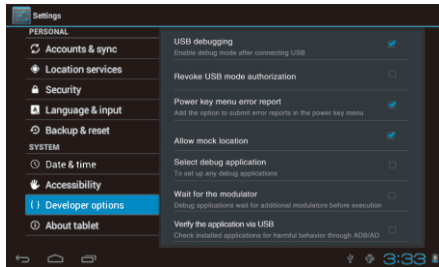 Settings
PERSONAL
Accounts & sync
Location services
Security
Language & input
Backup & reset
SYSTEM
Date & time
Accessibility
Developer options
About tablet
USB debugging
Enable debug mode after connecting USB
Revoke USB mode authorization
Power key menu error report
Add the option to submit error reports in the power key menu
Allow mock location
Select debug application
To set up any debug applications
Wait for the modulator
Debug applications wait for additional modulators before execution
Verify the application via USB
Check installed applications for harmful behavior through ADB/AD
3:33